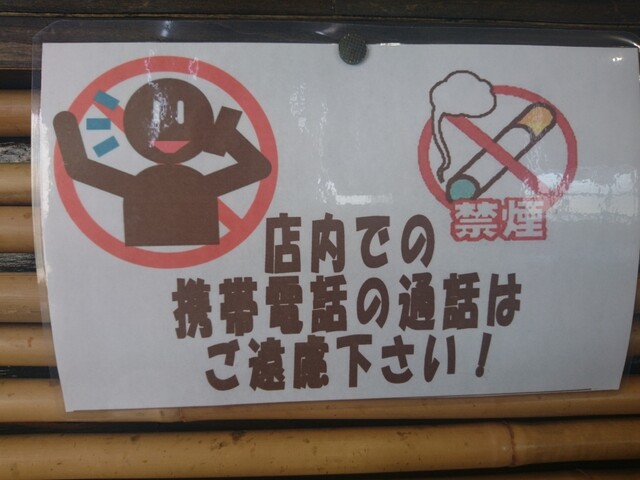 禁煙
店内での
携帯電話の通話は
ご遠慮下さい！